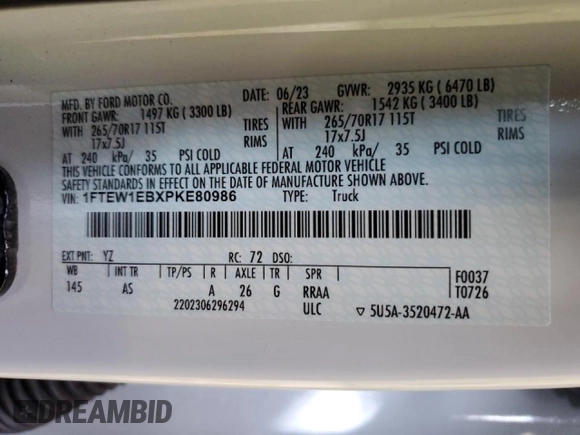 MFD. BY FORD MOTOR CO.
DATE: 06/23 GVWR: 2935 KG ( 6470 LB)
FRONT GAWR: 1497 KG ( 3300 LB)
REAR GAWR: 1542 KG ( 3400 LB)
WITH 265/70R17 115T TIRES
WITH 265/70R17 115T TIRES
17x7.5J RIMS
17x7.5J RIMS
AT 240 kPa/ 35 PSI COLD
AT 240 kPa/ 35 PSI COLD
THIS VEHICLE CONFORMS TO ALL APPLICABLE FEDERAL MOTOR VEHICLE
SAFETY STANDARDS IN EFFECT ON THE DATE OF MANUFACTURE SHOWN ABOVE.
VIN: 1FTEW1EBXPKE80986 TYPE: Truck
EXT PNT: YZ RC: 72 DSO: F0037
WB INT TR TP/PS R AXLE TR SPR T0726
145 AS A 26 G RRAA
2202306296294 ULC ▽ 5U5A-3520472-AA
DREAMBID